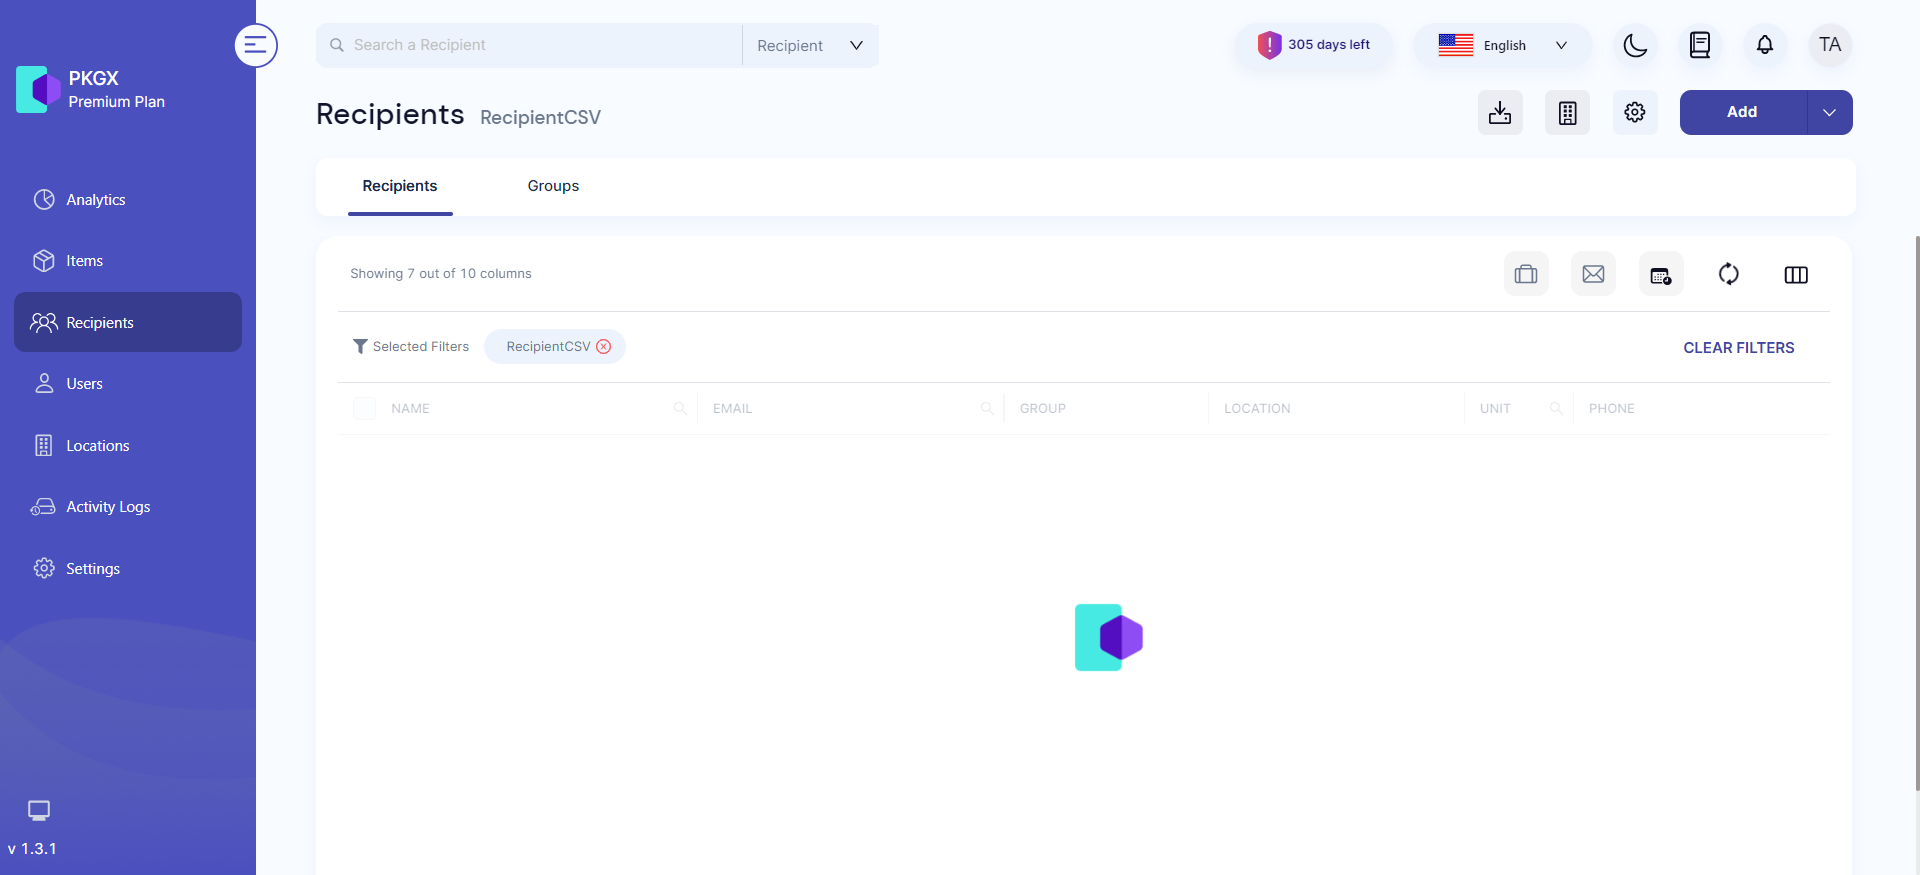 PKGX
Premium Plan
Analytics
Items
Recipients
Users
Locations
Activity Logs
Settings
v 1.3.1
Search a Recipient
Recipient
305 days left
English
TA
Recipients RecipientCSV
Add
Recipients
Groups
Showing 7 out of 10 columns
Selected Filters
RecipientCSV
CLEAR FILTERS
NAME
EMAIL
GROUP
LOCATION
UNIT
PHONE